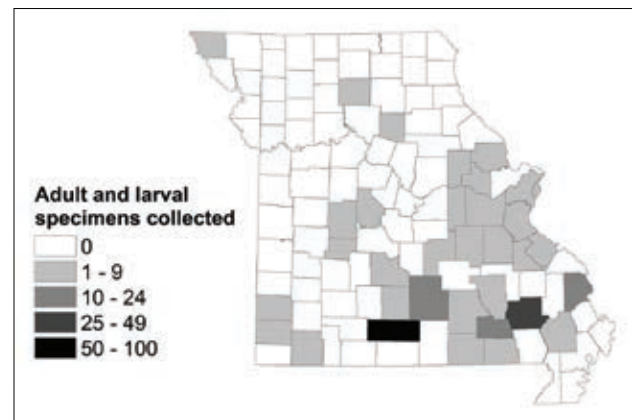 Adult and larval
specimens collected
0
1 - 9
10 - 24
25 - 49
50 - 100